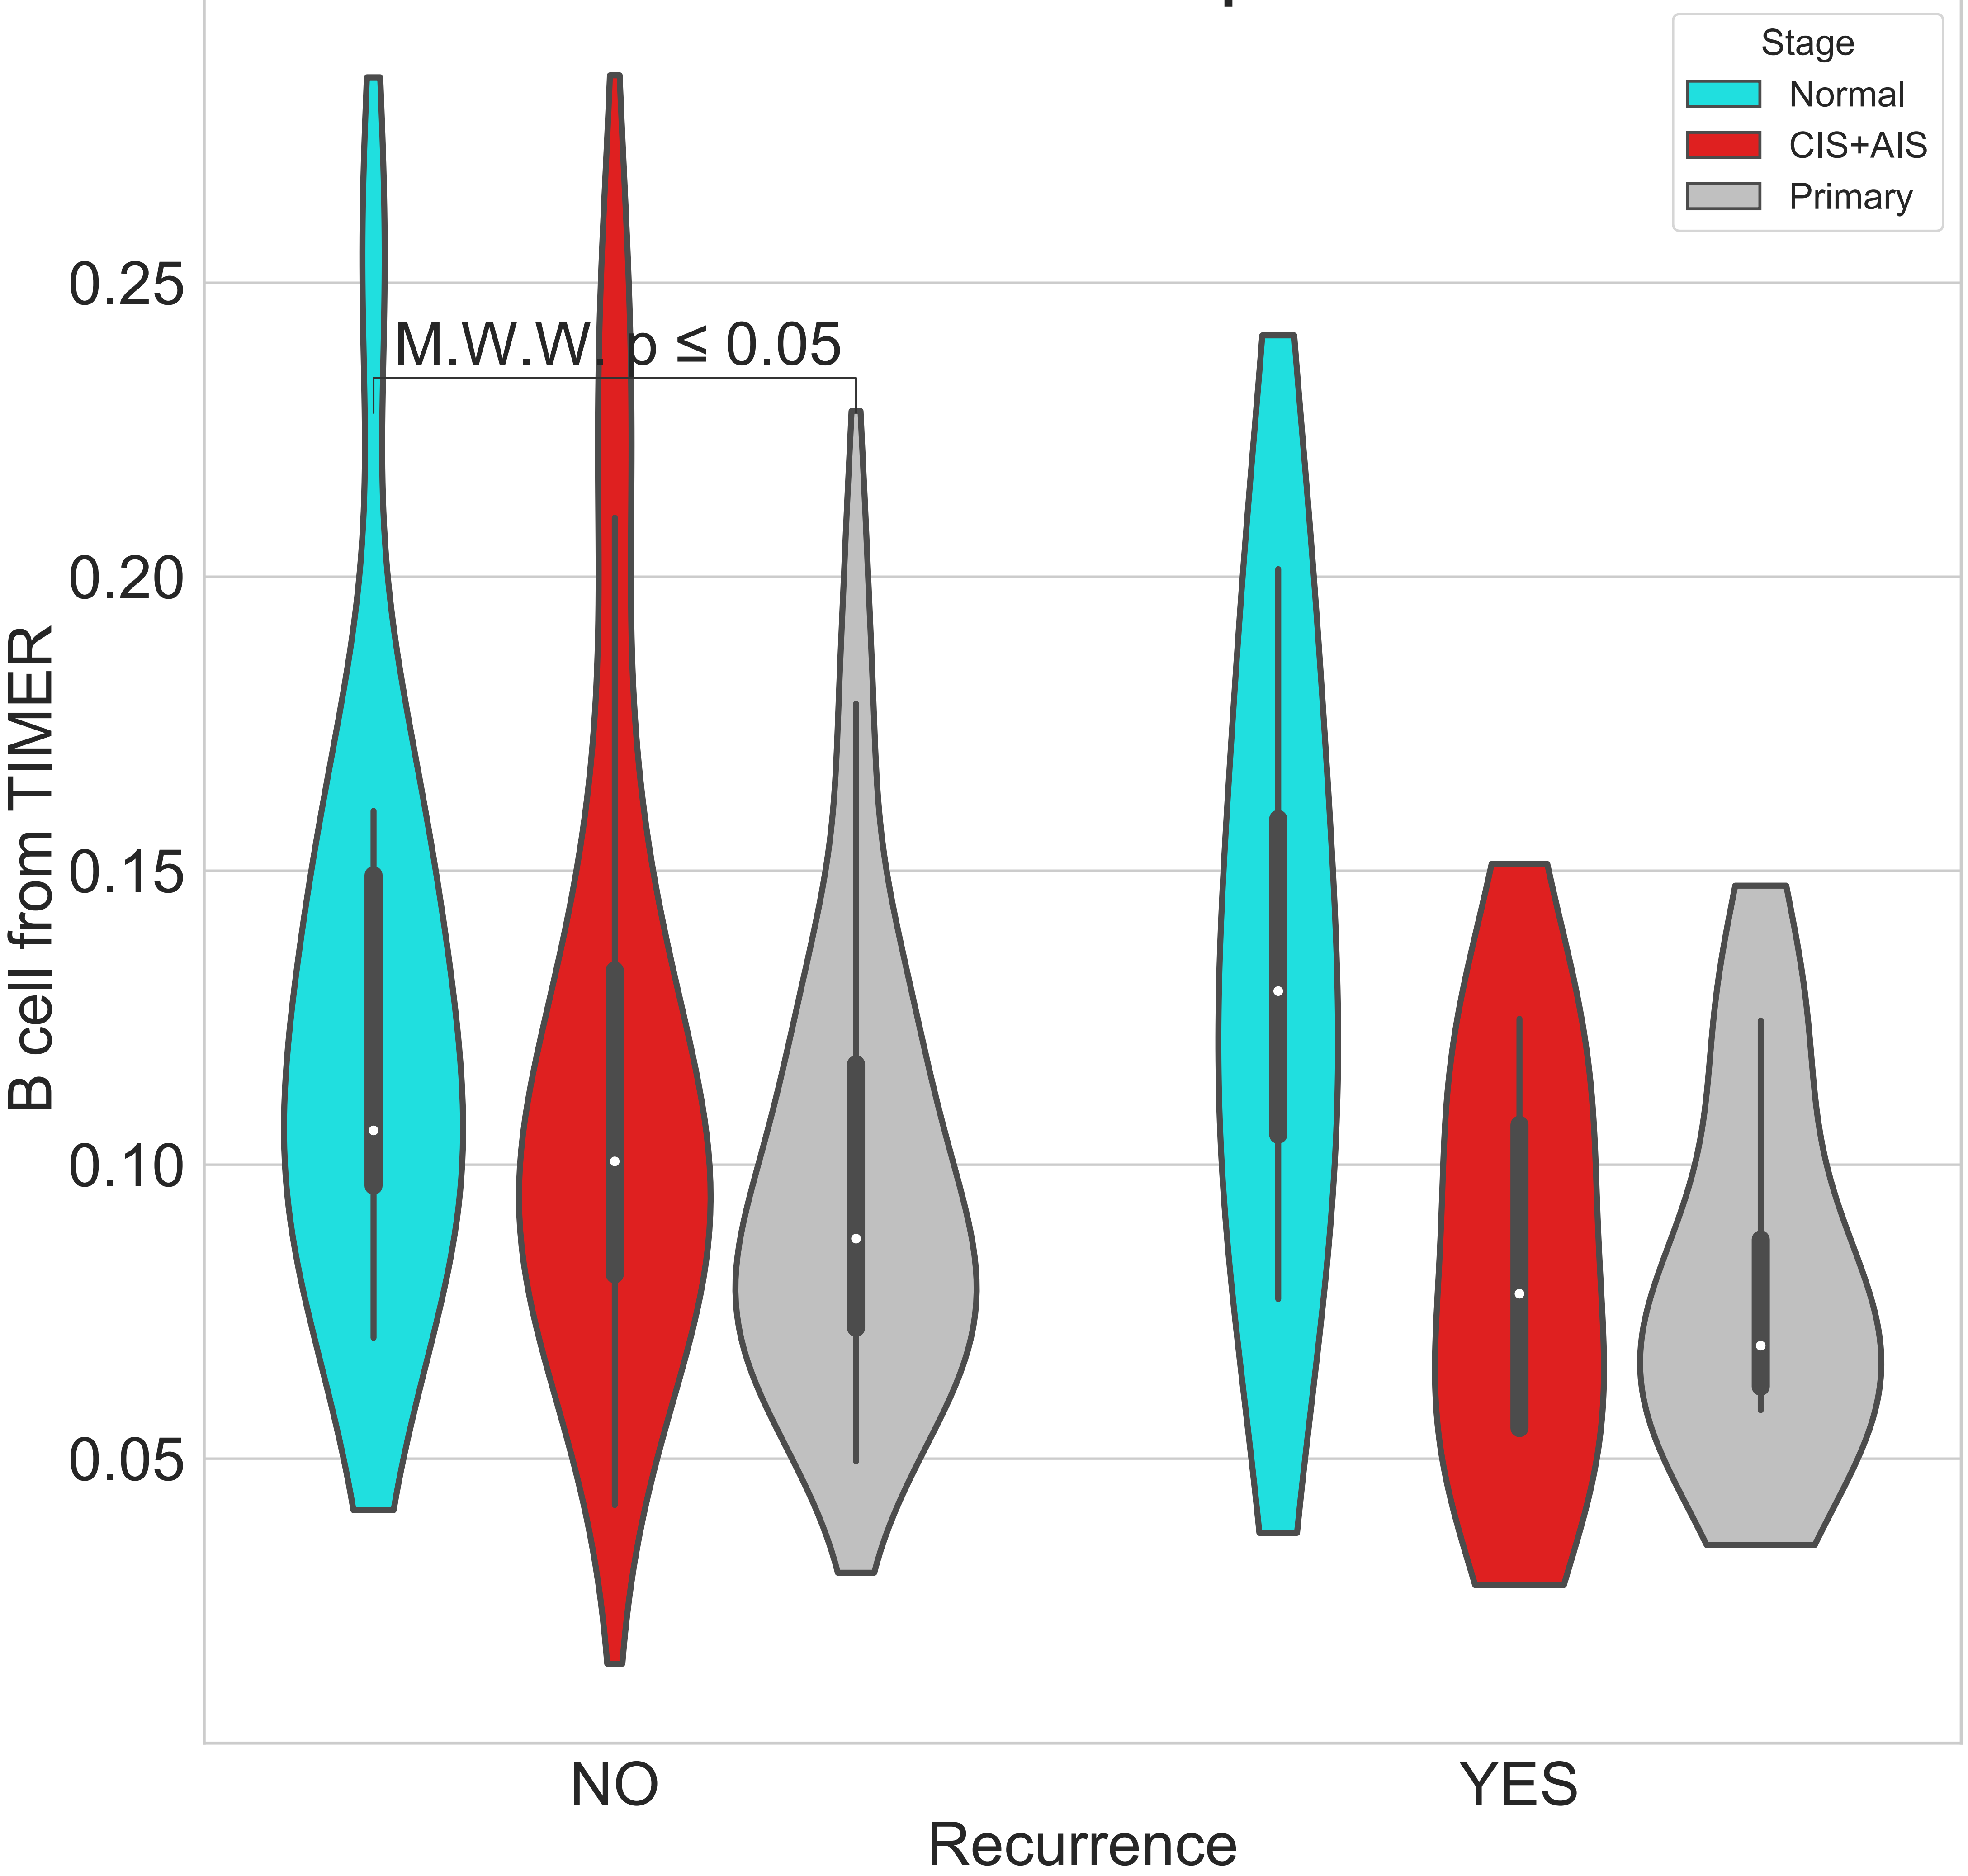 Stage
Normal
CIS+AIS
Primary
0.25
M.W.W. p ≤ 0.05
0.20
0.15
0.10
0.05
B cell from TIMER
NO
YES
Recurrence